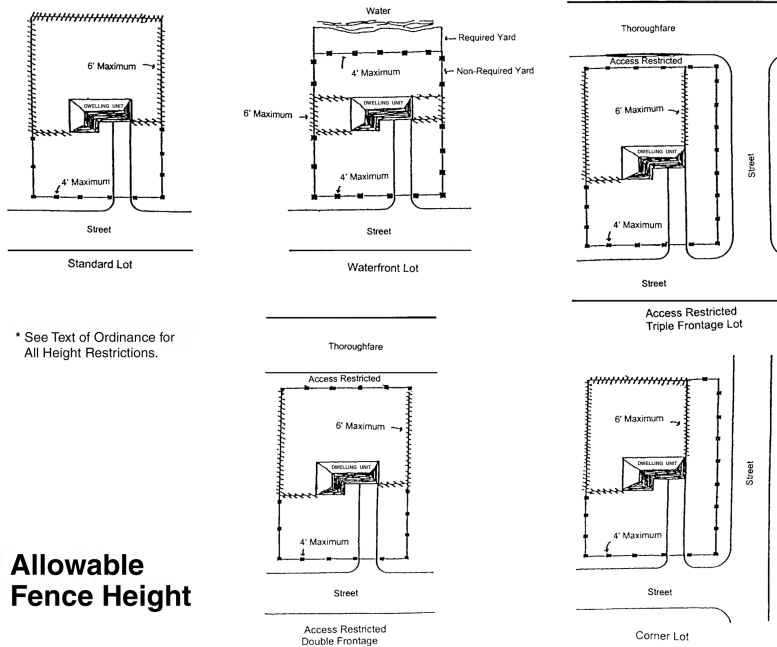 6' Maximum
DWELLING UNIT
4' Maximum
Street
Standard Lot
Water
Required Yard
4' Maximum
Non-Required Yard
6' Maximum
DWELLING UNIT
4' Maximum
Street
Waterfront Lot
Thoroughfare
Access Restricted
6' Maximum
DWELLING UNIT
Street
4' Maximum
Street
Access Restricted
Triple Frontage Lot
* See Text of Ordinance for
All Height Restrictions.
Allowable
Fence Height
Thoroughfare
Access Restricted
6' Maximum
DWELLING UNIT
4' Maximum
Street
Access Restricted
Double Frontage
6' Maximum
DWELLING UNIT
Street
4' Maximum
Street
Corner Lot